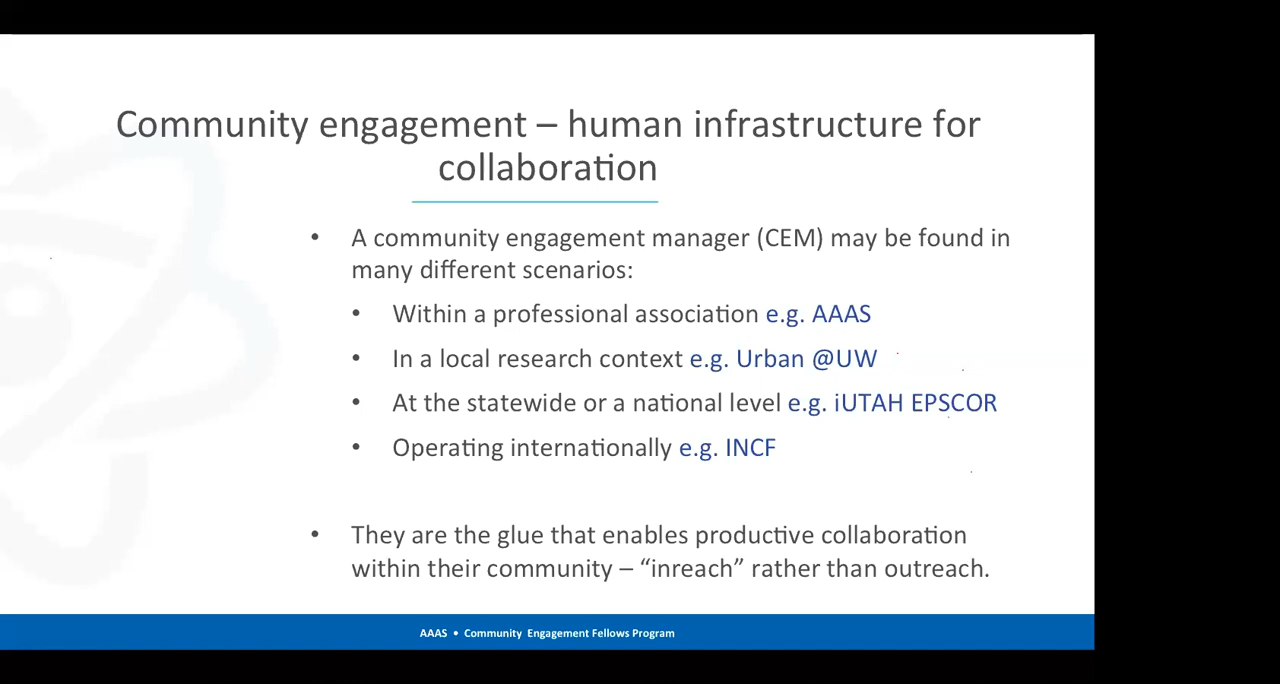 Community engagement – human infrastructure for
collaboration
• A community engagement manager (CEM) may be found in
many different scenarios:
• Within a professional association e.g. AAAS
• In a local research context e.g. Urban @UW
• At the statewide or a national level e.g. iUTAH EPSCOR
• Operating internationally e.g. INCF
• They are the glue that enables productive collaboration
within their community – “inreach” rather than outreach.
AAAS • Community Engagement Fellows Program